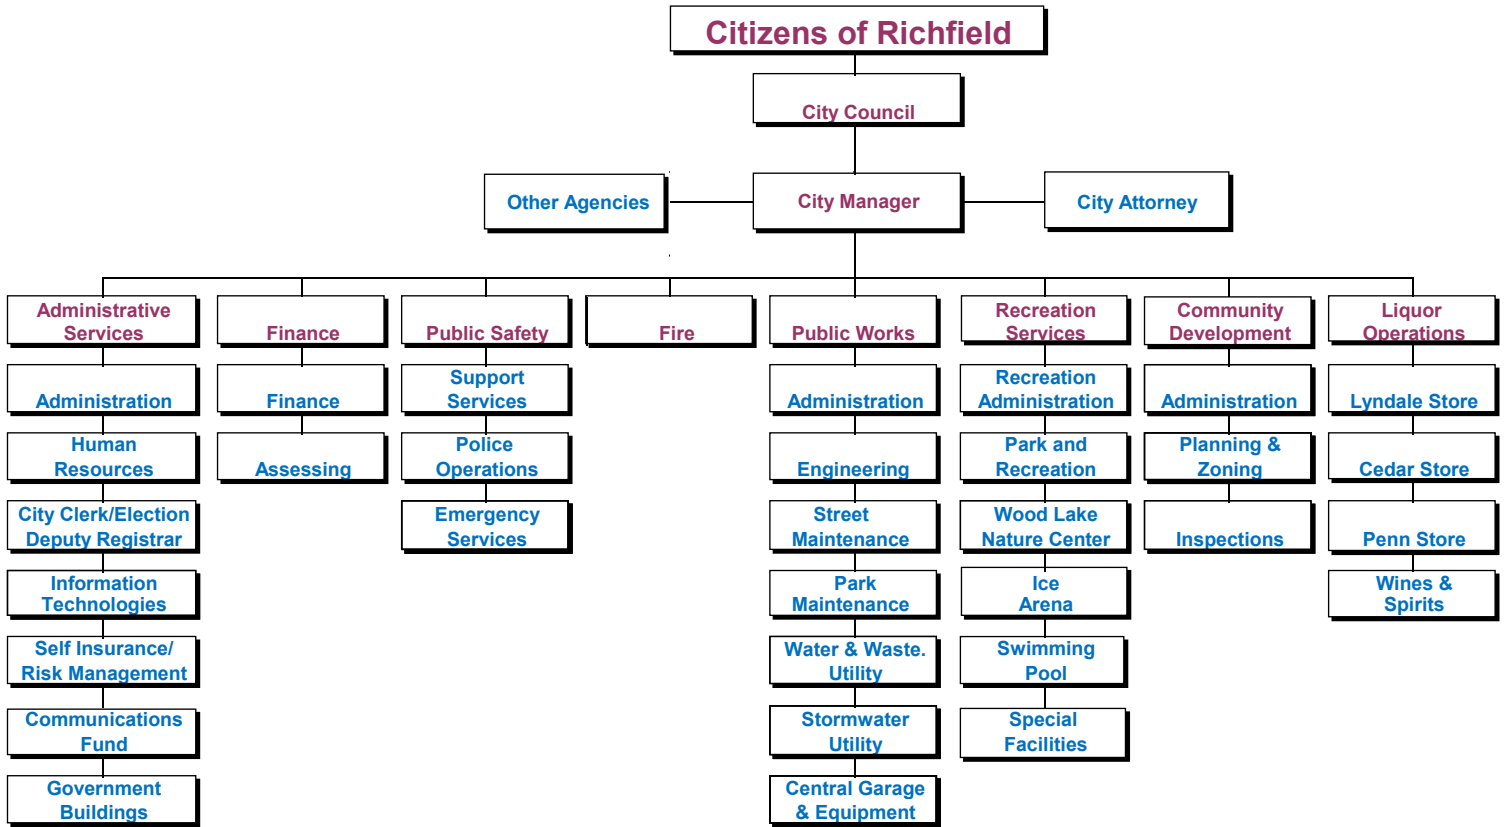 Citizens of Richfield
City Council
Other Agencies
City Manager
City Attorney
Administrative
Services
Finance
Public Safety
Fire
Public Works
Recreation
Services
Community
Development
Liquor
Operations
Administration
Human
Resources
City Clerk/Election
Deputy Registrar
Information
Technologies
Self Insurance/
Risk Management
Communications
Fund
Government
Buildings
Finance
Assessing
Support
Services
Police
Operations
Emergency
Services
Administration
Engineering
Street
Maintenance
Park
Maintenance
Water & Waste.
Utility
Stormwater
Utility
Central Garage
& Equipment
Recreation
Administration
Park and
Recreation
Wood Lake
Nature Center
Ice
Arena
Swimming
Pool
Special
Facilities
Administration
Planning &
Zoning
Inspections
Lyndale Store
Cedar Store
Penn Store
Wines &
Spirits